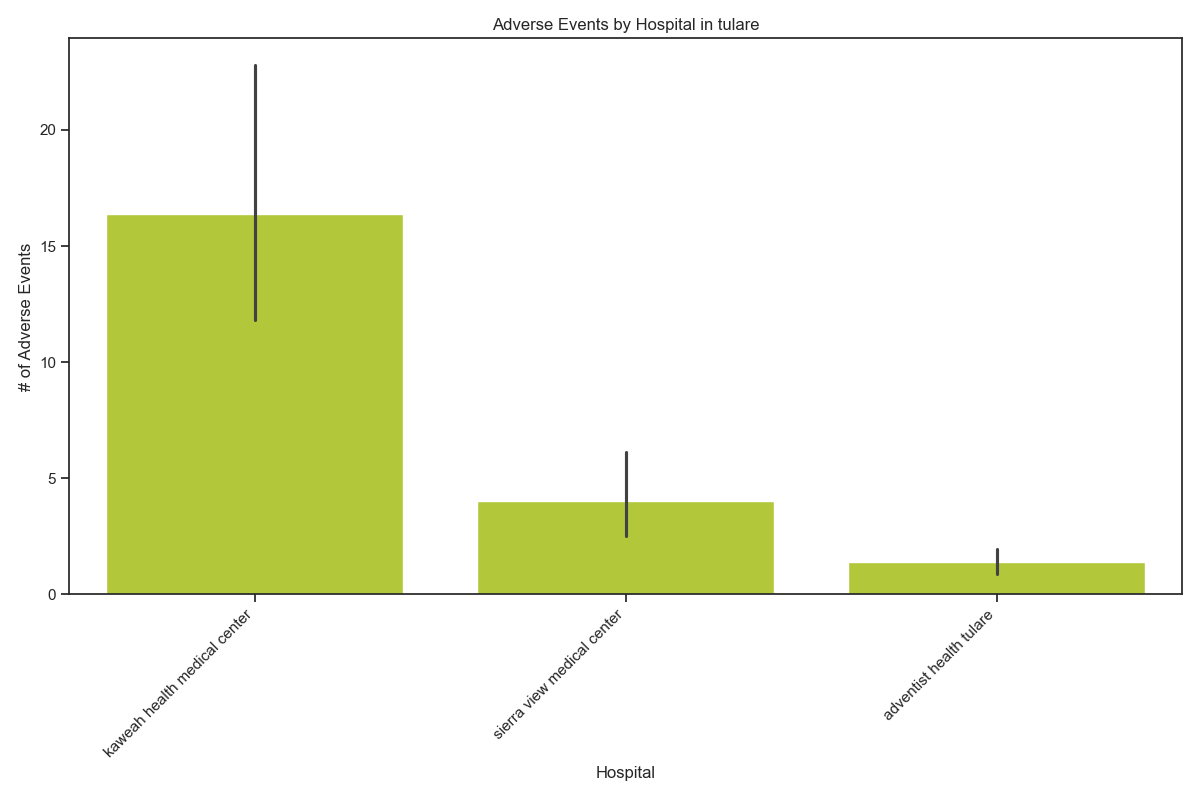 Adverse Events by Hospital in tulare
# of Adverse Events
20
15
10
5
0
kaweah health medical center
sierra view medical center
adventist health tulare
Hospital